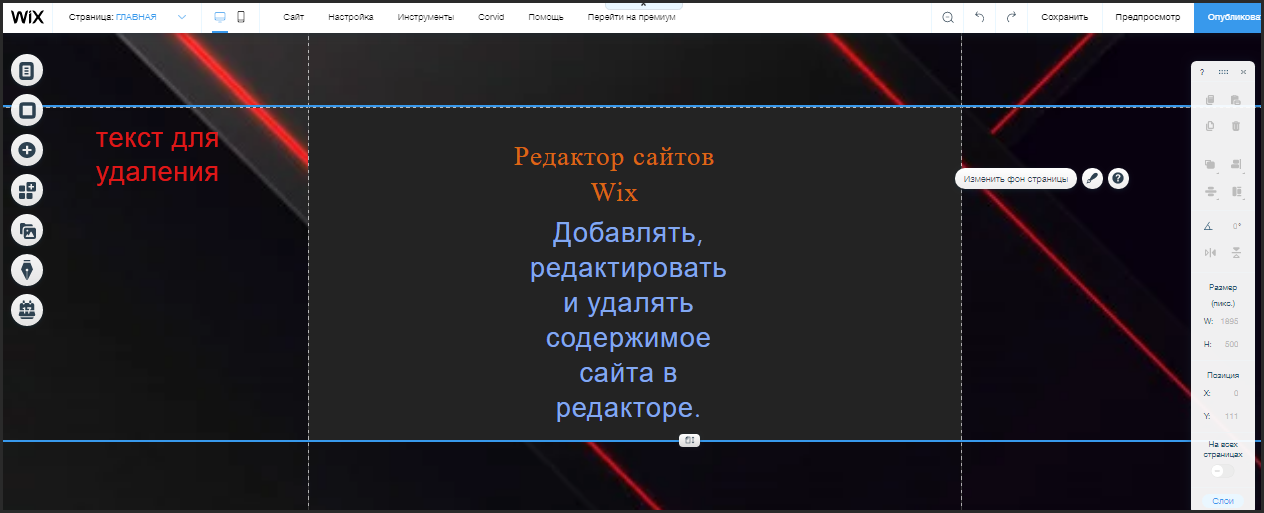 WiX
Страница: ГЛАВНАЯ
Сайт
Настройка
Инструменты
Corvid
Помощь
Перейти на премиум
Сохранить
Предпросмотр
Опубликова
текст для
удаления
Редактор сайтов
Wix
Добавлять,
редактировать
и удалять
содержимое
сайта в
редакторе.
Изменить фон страницы
?
?
0°
Размер
(пикс.)
W: 1895
H: 500
Позиция
X: 0
Y: 111
На всех
страницах
Слои